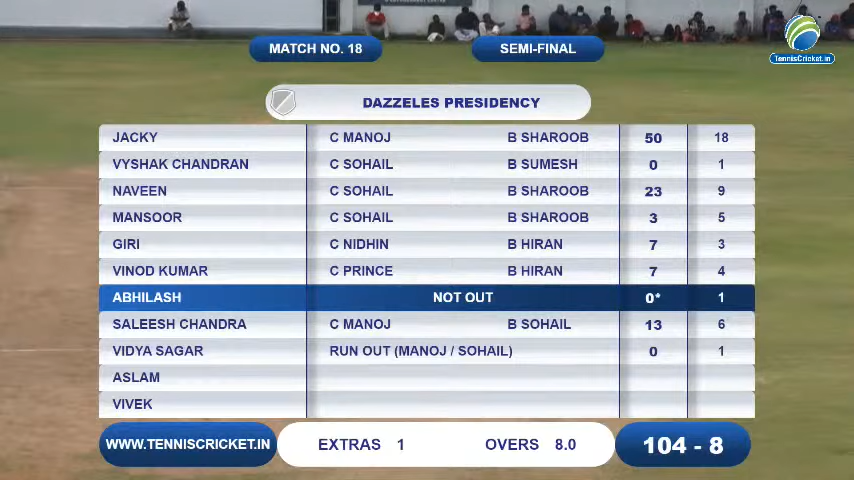 MATCH NO. 18 SEMI-FINAL
TennisCricket.in
DAZZELES PRESIDENCY
JACKY C MANOJ B SHAROOB 50 18
VYSHAK CHANDRAN C SOHAIL B SUMESH 0 1
NAVEEN C SOHAIL B SHAROOB 23 9
MANSOOR C SOHAIL B SHAROOB 3 5
GIRI C NIDHIN B HIRAN 7 3
VINOD KUMAR C PRINCE B HIRAN 7 4
ABHILASH NOT OUT 0* 1
SALEESH CHANDRA C MANOJ B SOHAIL 13 6
VIDYA SAGAR RUN OUT (MANOJ / SOHAIL) 0 1
ASLAM
VIVEK
WWW.TENNISCRICKET.IN EXTRAS 1 OVERS 8.0 104 - 8